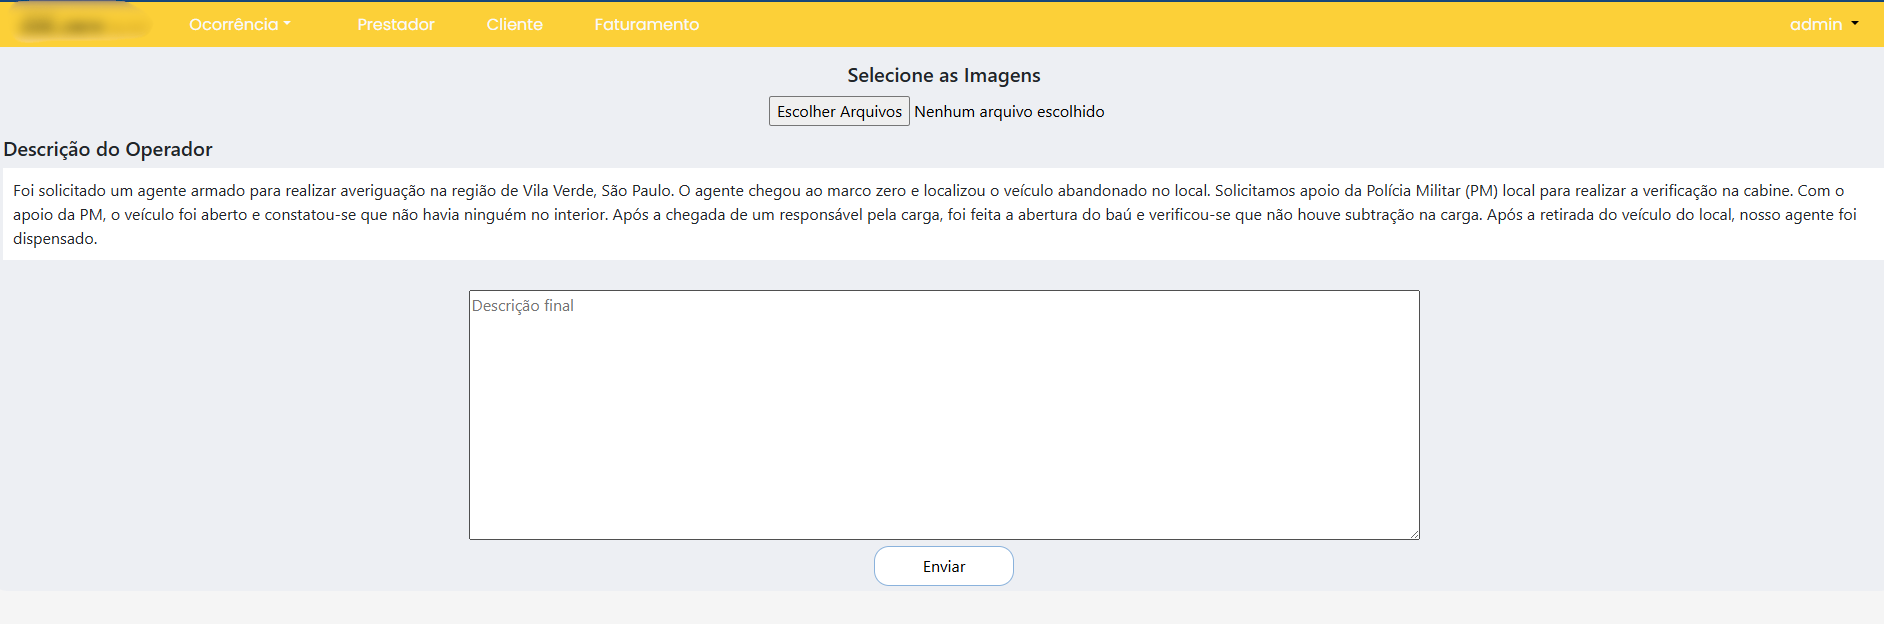 Ocorrência Prestador Cliente Faturamento admin
Selecione as Imagens
Escolher Arquivos Nenhum arquivo escolhido
Descrição do Operador
Foi solicitado um agente armado para realizar averiguação na região de Vila Verde, São Paulo. O agente chegou ao marco zero e localizou o veículo abandonado no local. Solicitamos apoio da Polícia Militar (PM) local para realizar a verificação na cabine. Com o
apoio da PM, o veículo foi aberto e constatou-se que não havia ninguém no interior. Após a chegada de um responsável pela carga, foi feita a abertura do baú e verificou-se que não houve subtração na carga. Após a retirada do veículo do local, nosso agente foi
dispensado.
Descrição final
Enviar